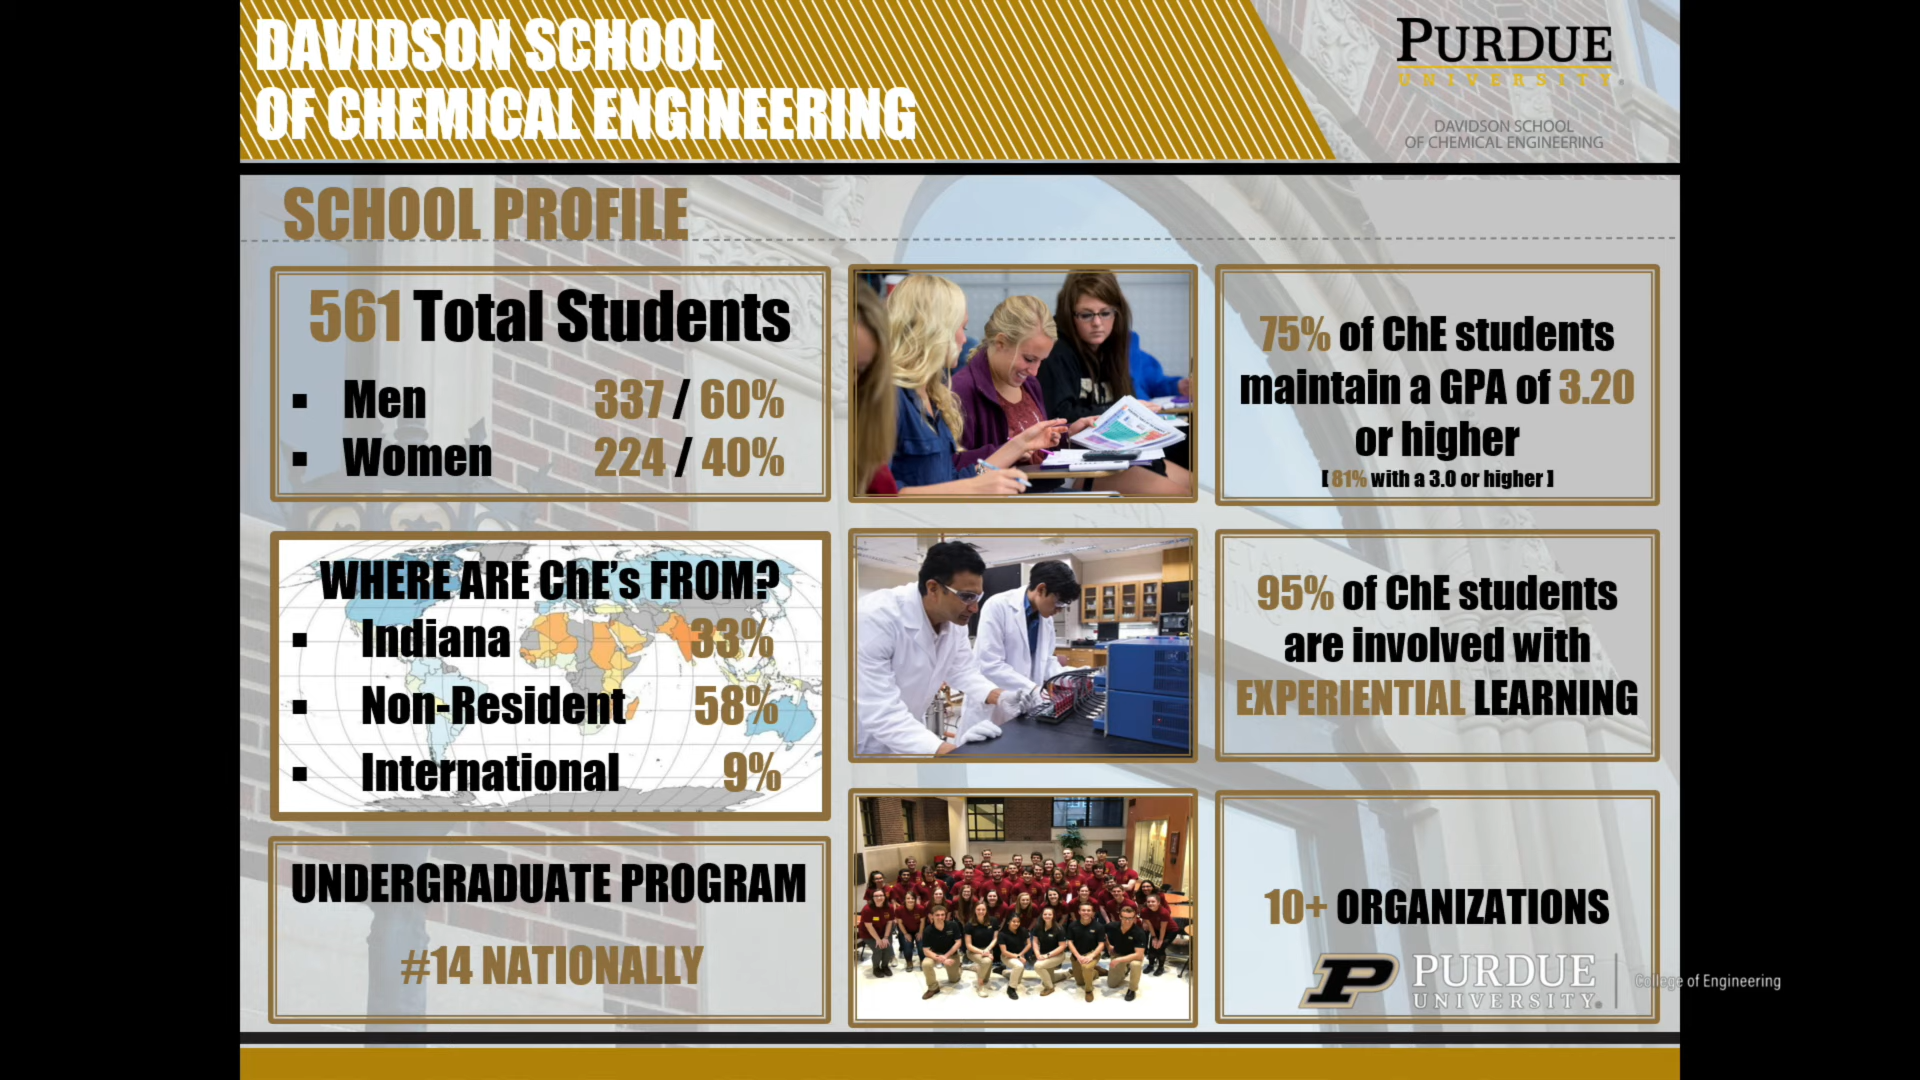 DAVIDSON SCHOOL
OF CHEMICAL ENGINEERING
PURDUE
UNIVERSITY
DAVIDSON SCHOOL
OF CHEMICAL ENGINEERING
SCHOOL PROFILE
561 Total Students
▪ Men 337 / 60%
▪ Women 224 / 40%
75% of ChE students
maintain a GPA of 3.20
or higher
[ 81% with a 3.0 or higher ]
WHERE ARE ChE's FROM?
▪ Indiana 33%
▪ Non-Resident 58%
▪ International 9%
95% of ChE students
are involved with
EXPERIENTIAL LEARNING
UNDERGRADUATE PROGRAM
#14 NATIONALLY
10+ ORGANIZATIONS
P PURDUE
UNIVERSITY®
College of Engineering